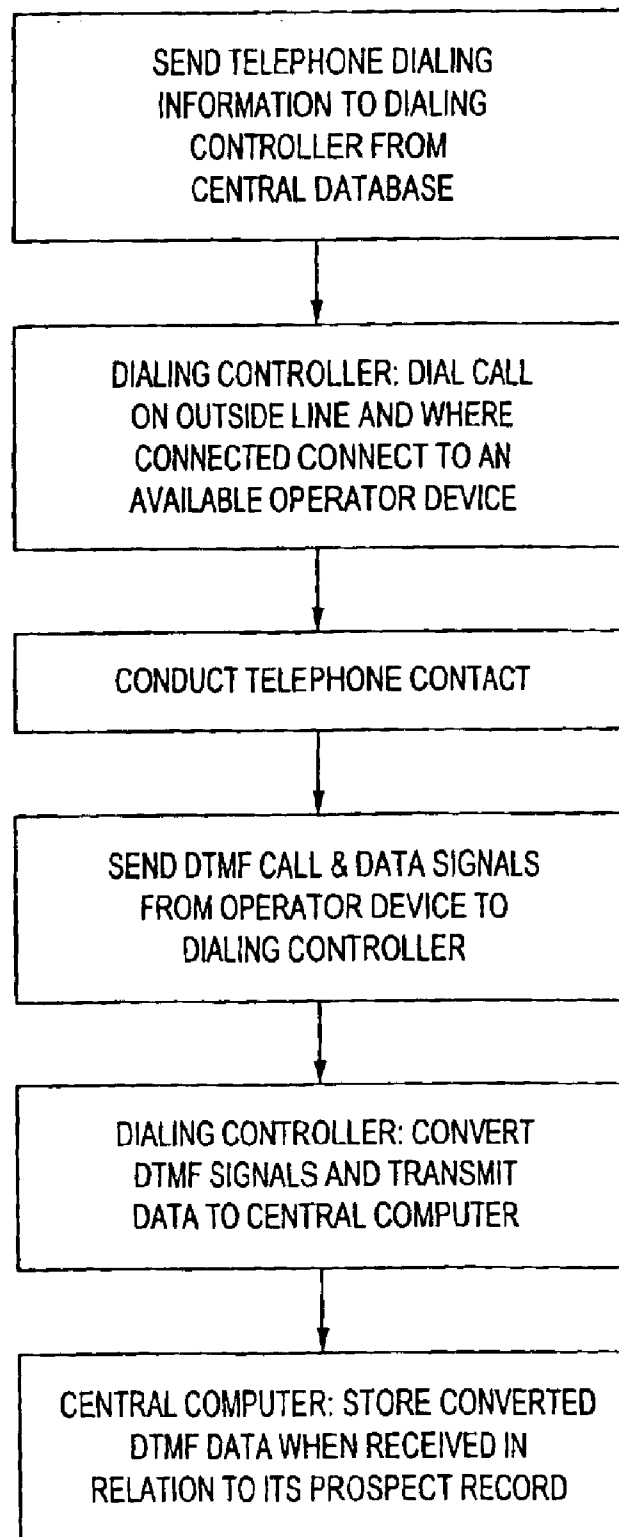 SEND TELEPHONE DIALING
INFORMATION TO DIALING
CONTROLLER FROM
CENTRAL DATABASE
DIALING CONTROLLER: DIAL CALL
ON OUTSIDE LINE AND WHERE
CONNECTED CONNECT TO AN
AVAILABLE OPERATOR DEVICE
CONDUCT TELEPHONE CONTACT
SEND DTMF CALL & DATA SIGNALS
FROM OPERATOR DEVICE TO
DIALING CONTROLLER
DIALING CONTROLLER: CONVERT
DTMF SIGNALS AND TRANSMIT
DATA TO CENTRAL COMPUTER
CENTRAL COMPUTER: STORE CONVERTED
DTMF DATA WHEN RECEIVED IN
RELATION TO ITS PROSPECT RECORD